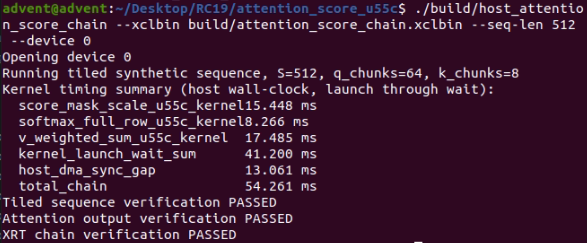 advent@advent:~/Desktop/RC19/attention_score_u55c$ ./build/host_attentio
n_score_chain --xclbin build/attention_score_chain.xclbin --seq-len 512
 --device 0
Opening device 0
Running tiled synthetic sequence, S=512, q_chunks=64, k_chunks=8
Kernel timing summary (host wall-clock, launch through wait):
  score_mask_scale_u55c_kernel15.448 ms
  softmax_full_row_u55c_kernel8.266 ms
  v_weighted_sum_u55c_kernel  17.485 ms
  kernel_launch_wait_sum      41.200 ms
  host_dma_sync_gap           13.061 ms
  total_chain                 54.261 ms
Tiled sequence verification PASSED
Attention output verification PASSED
XRT chain verification PASSED